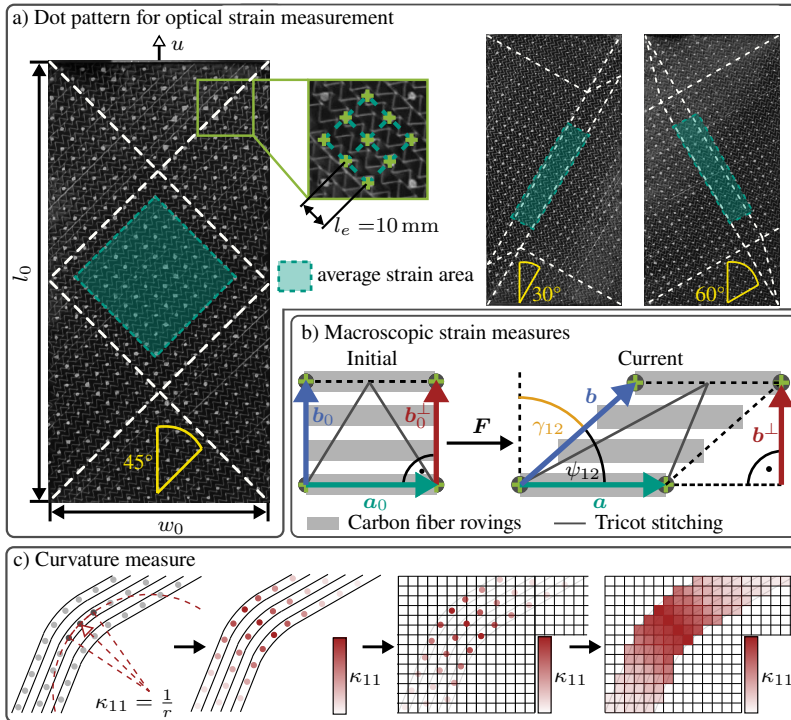 a) Dot pattern for optical strain measurement
u
l₀
lₑ = 10 mm
average strain area
45°
w₀
30°
60°
b) Macroscopic strain measures
Initial
Current
b₀
b₀⊥
a₀
F
γ₁₂
b
ψ₁₂
a
b⊥
Carbon fiber rovings
Tricot stitching
c) Curvature measure
κ₁₁ = 1/r
κ₁₁
κ₁₁
κ₁₁